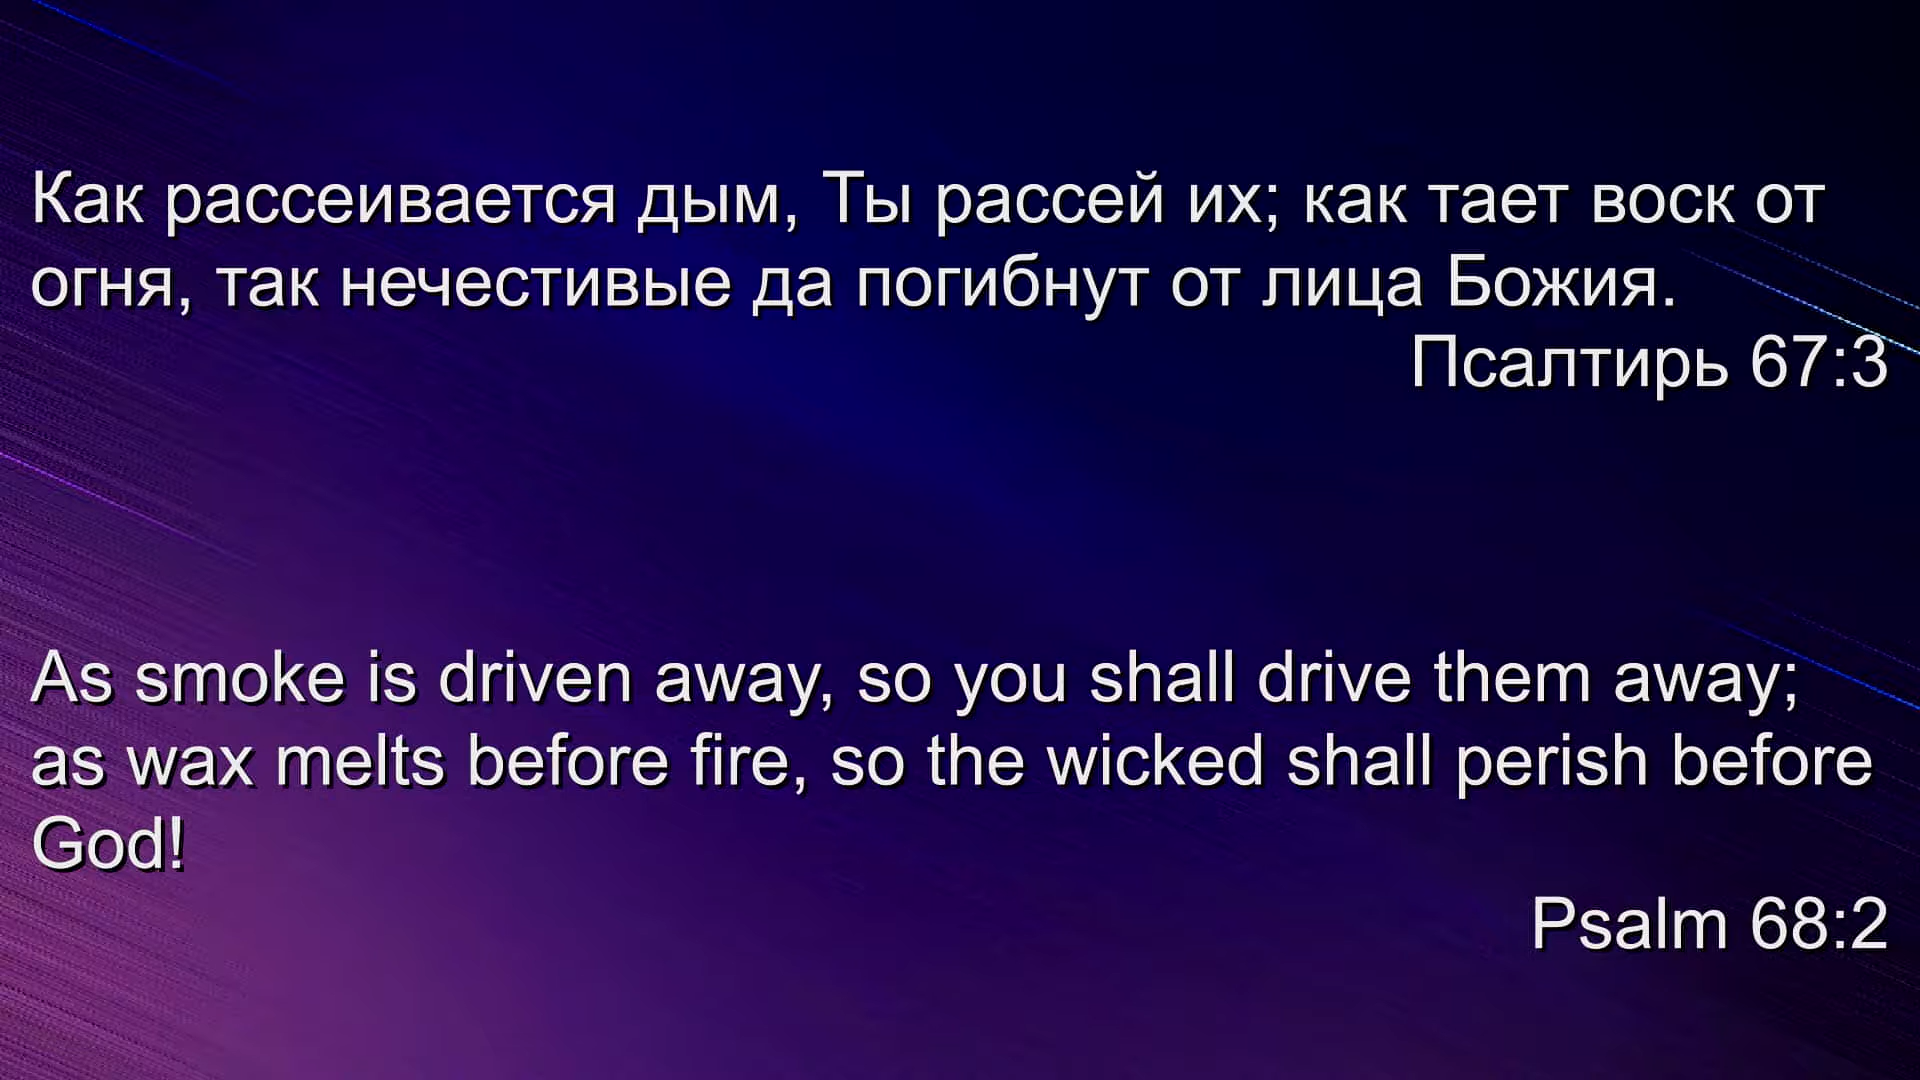 Как рассеивается дым, Ты рассей их; как тает воск от
огня, так нечестивые да погибнут от лица Божия.
Псалтирь 67:3
As smoke is driven away, so you shall drive them away;
as wax melts before fire, so the wicked shall perish before
God!
Psalm 68:2